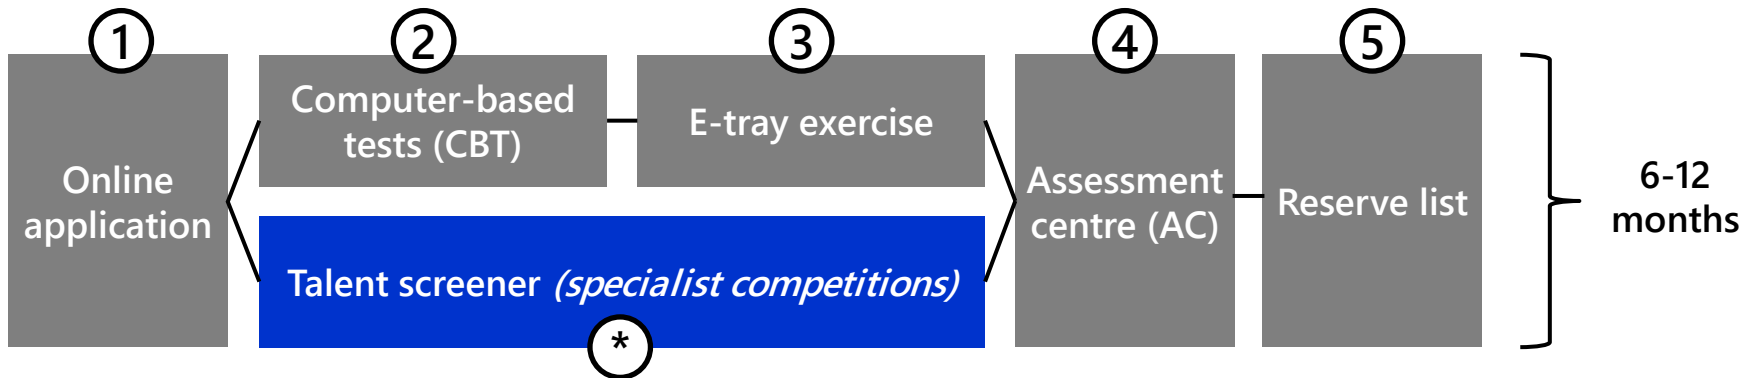 1
Online
application
2
Computer-based
tests (CBT)
3
E-tray exercise
Talent screener (specialist competitions)
*
4
Assessment
centre (AC)
5
Reserve list
6-12
months